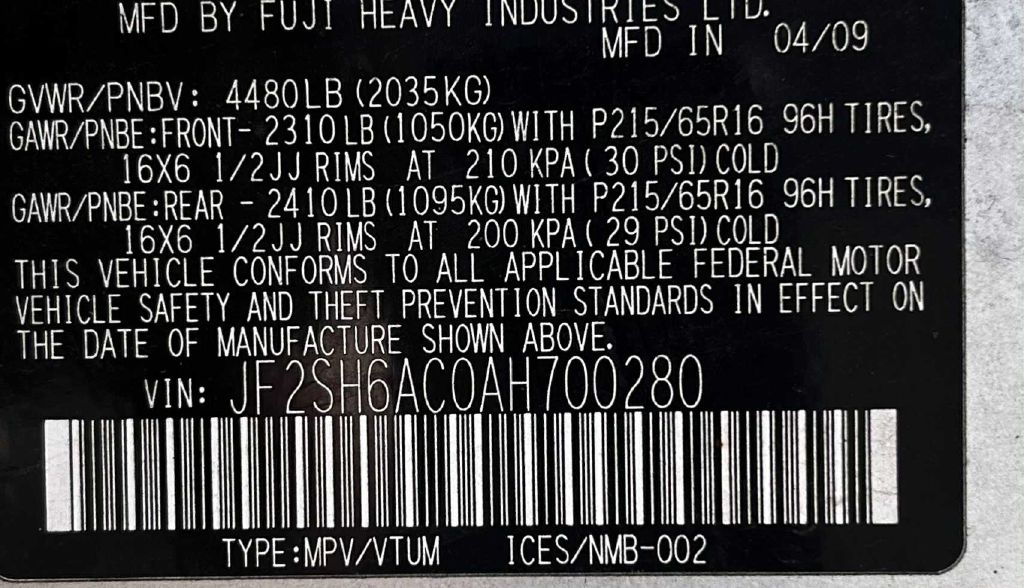 MFD BY FUJI HEAVY INDUSTRIES LTD.
MFD IN 04/09
GVWR/PNBV: 4480LB (2035KG)
GAWR/PNBE:FRONT- 2310LB (1050KG) WITH P215/65R16 96H TIRES,
16X6 1/2JJ RIMS AT 210 KPA ( 30 PSI) COLD
GAWR/PNBE:REAR - 2410LB (1095KG) WITH P215/65R16 96H TIRES,
16X6 1/2JJ RIMS AT 200 KPA ( 29 PSI) COLD
THIS VEHICLE CONFORMS TO ALL APPLICABLE FEDERAL MOTOR
VEHICLE SAFETY AND THEFT PREVENTION STANDARDS IN EFFECT ON
THE DATE OF MANUFACTURE SHOWN ABOVE.
VIN: JF2SH6AC0AH700280
TYPE:MPV/VTUM ICES/NMB-002